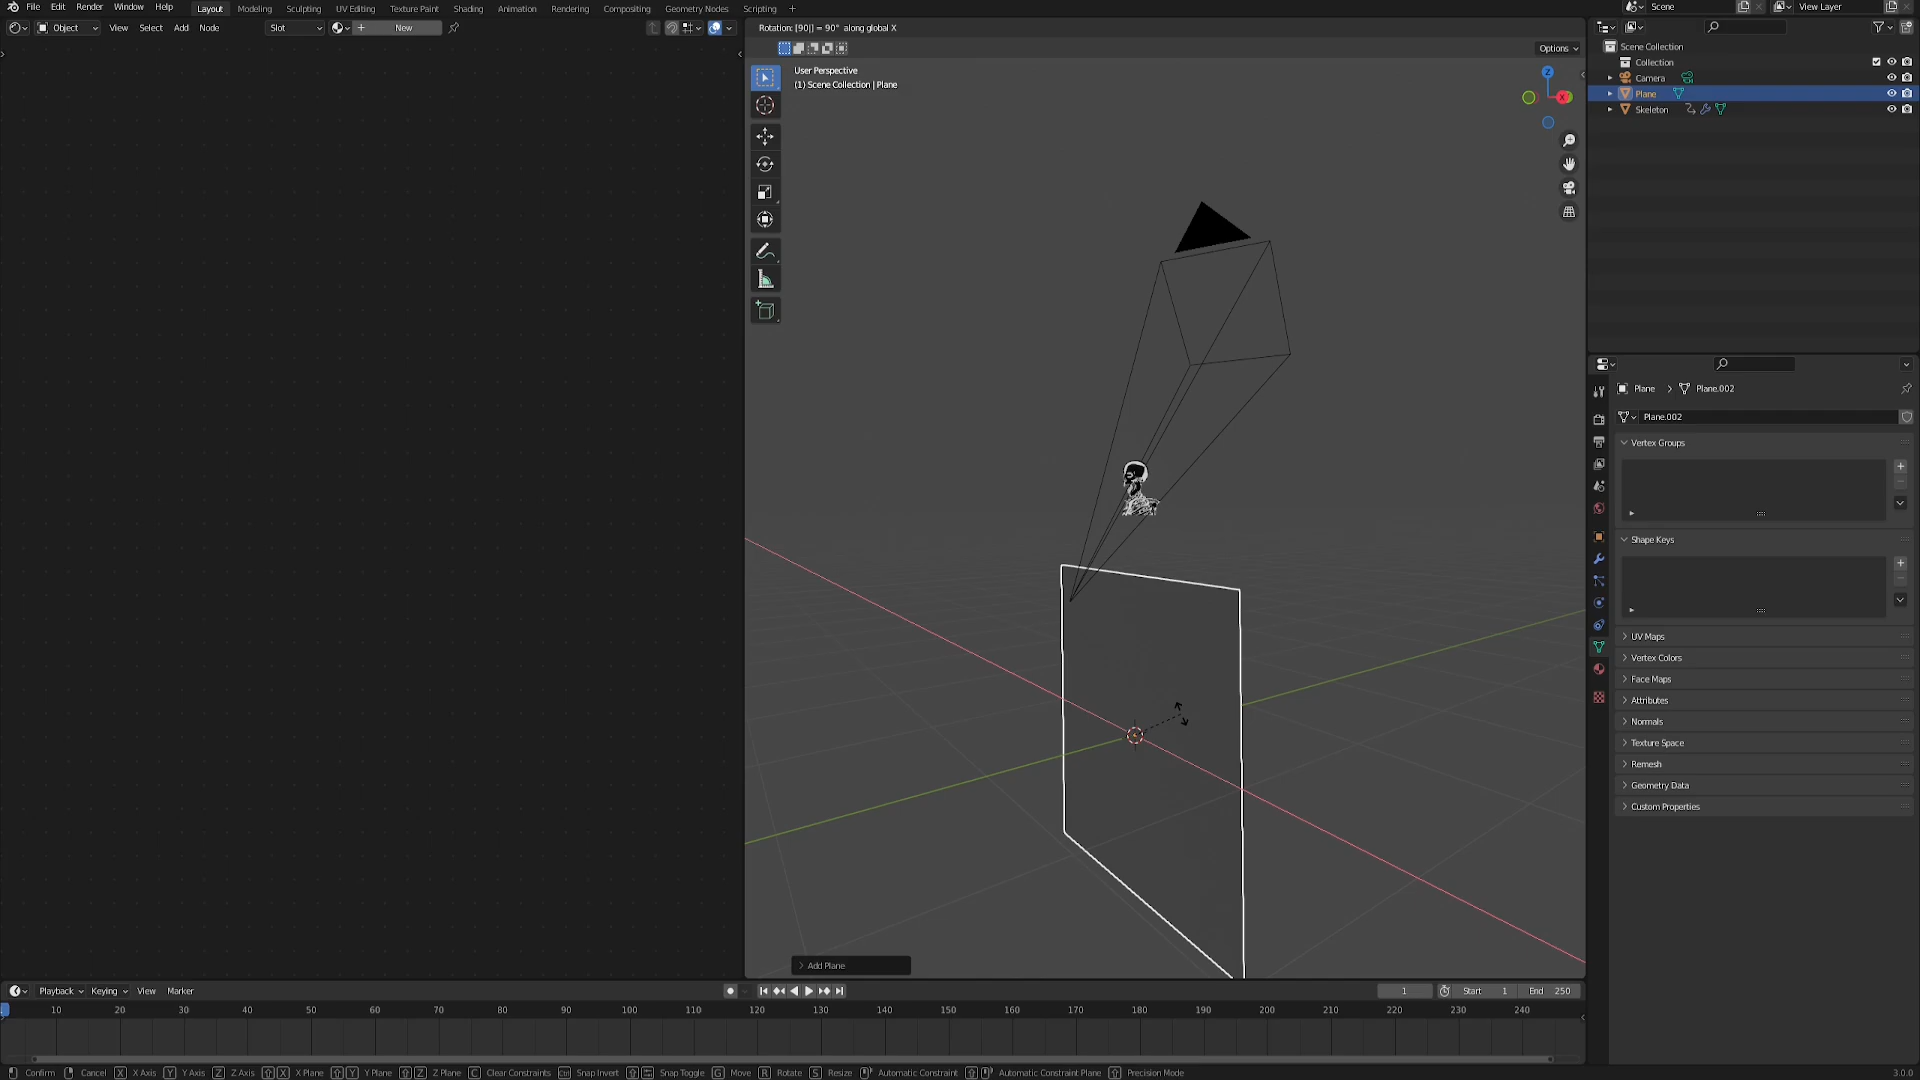 File Edit Render Window Help Layout Modeling Sculpting UV Editing Texture Paint Shading Animation Rendering Compositing Geometry Nodes Scripting + Scene View Layer
Object View Select Add Node Slot New
Rotation: [90|] = 90° along global X
Options
User Perspective
(1) Scene Collection | Plane
Z
X
Scene Collection
Collection
Camera
Plane
Skeleton
Plane > Plane.002
Plane.002
Vertex Groups
Shape Keys
UV Maps
Vertex Colors
Face Maps
Attributes
Normals
Texture Space
Remesh
Geometry Data
Custom Properties
Add Plane
Playback Keying View Marker 1 Start 1 End 250
10 20 30 40 50 60 70 80 90 100 110 120 130 140 150 160 170 180 190 200 210 220 230 240
Confirm Cancel X X Axis Y Y Axis Z Z Axis X X Plane Y Y Plane Z Z Plane C Clear Constraints Ctrl Snap Invert Snap Toggle G Move R Rotate S Resize Automatic Constraint Automatic Constraint Plane Precision Mode 3.0.0